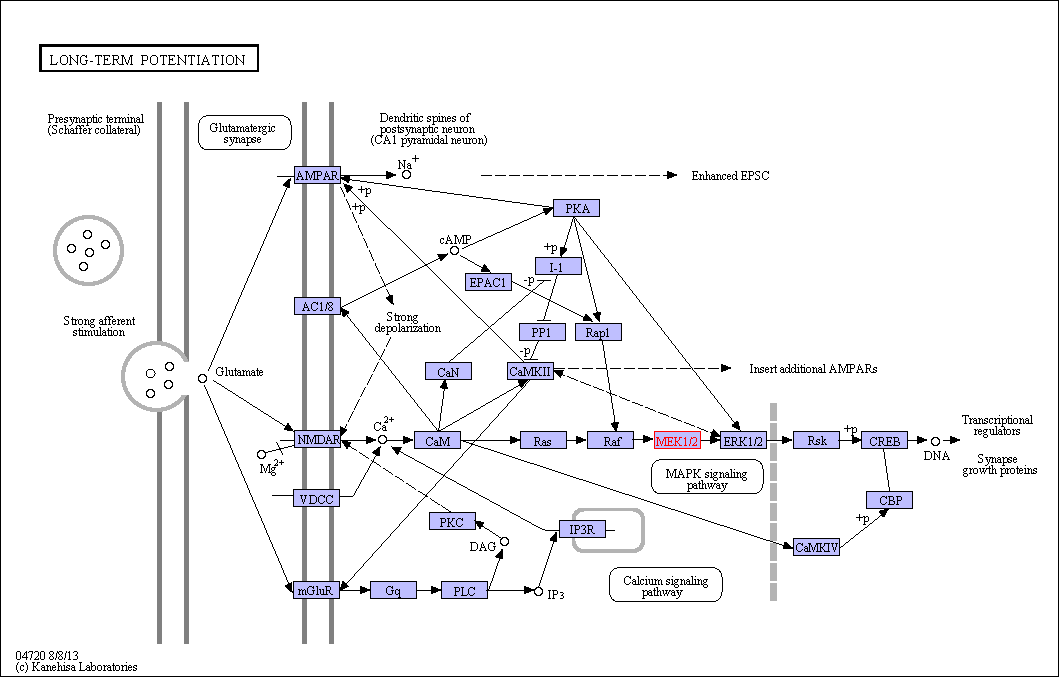 LONG-TERM POTENTIATION
Presynaptic terminal
(Schaffer collateral)
Glutamatergic
synapse
Dendritic spines of
postsynaptic neuron
(CA1 pyramidal neuron)
Na+
AMPAR
+p
+p
Enhanced EPSC
PKA
cAMP
+p
I-1
EPAC1
-p
AC1/8
Strong
depolarization
Strong afferent
stimulation
PP1
Rap1
-p
Glutamate
CaN
CaMKII
Insert additional AMPARs
Ca2+
NMDAR
CaM
Ras
Raf
MEK1/2
ERK1/2
Rsk
+p
CREB
DNA
Transcriptional
regulators
Synapse
growth proteins
Mg2+
MAPK signaling
pathway
VDCC
CBP
PKC
IP3R
+p
DAG
CaMKIV
mGluR
Gq
PLC
IP3
Calcium signaling
pathway
04720 8/8/13
(c) Kanehisa Laboratories